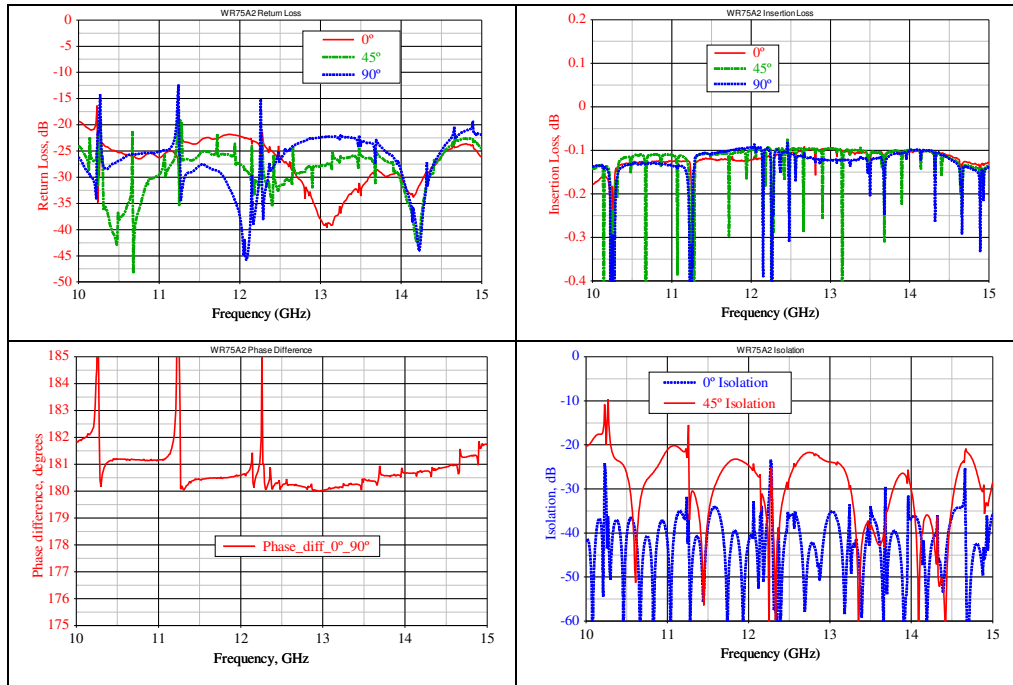 WR75A2 Return Loss
0
-5
-10
-15
-20
-25
-30
-35
-40
-45
-50
Return Loss, dB
0º
45º
90º
10 11 12 13 14 15
Frequency (GHz)
WR75A2 Insertion Loss
0.2
0.1
0
-0.1
-0.2
-0.3
-0.4
Insertion Loss, dB
0º
45º
90º
10 11 12 13 14 15
Frequency (GHz)
WR75A2 Phase Difference
185
184
183
182
181
180
179
178
177
176
175
Phase difference, degrees
Phase_diff_0º_90º
10 11 12 13 14 15
Frequency, GHz
WR75A2 Isolation
0
-10
-20
-30
-40
-50
-60
Isolation, dB
0º Isolation
45º Isolation
10 11 12 13 14 15
Frequency (GHz)